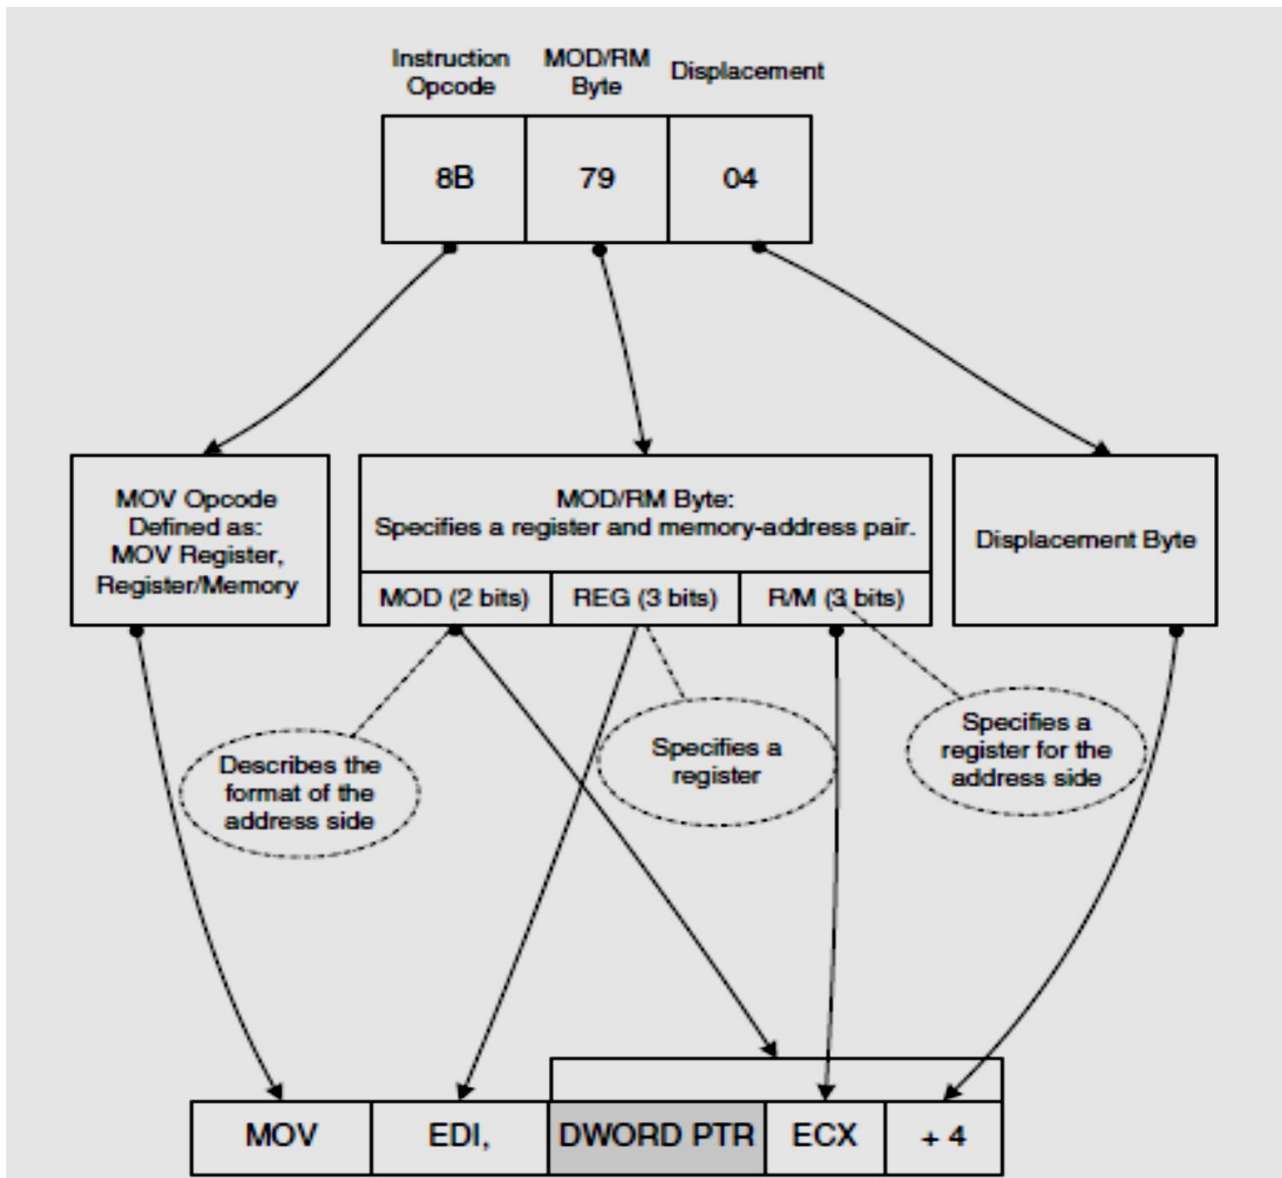 Instruction
Opcode
MOD/RM
Byte
Displacement
8B
79
04
MOV Opcode
Defined as:
MOV Register,
Register/Memory
MOD/RM Byte:
Specifies a register and memory-address pair.
MOD (2 bits)
REG (3 bits)
R/M (3 bits)
Displacement Byte
Describes the
format of the
address side
Specifies a
register
Specifies a
register for the
address side
MOV
EDI,
DWORD PTR
ECX
+ 4